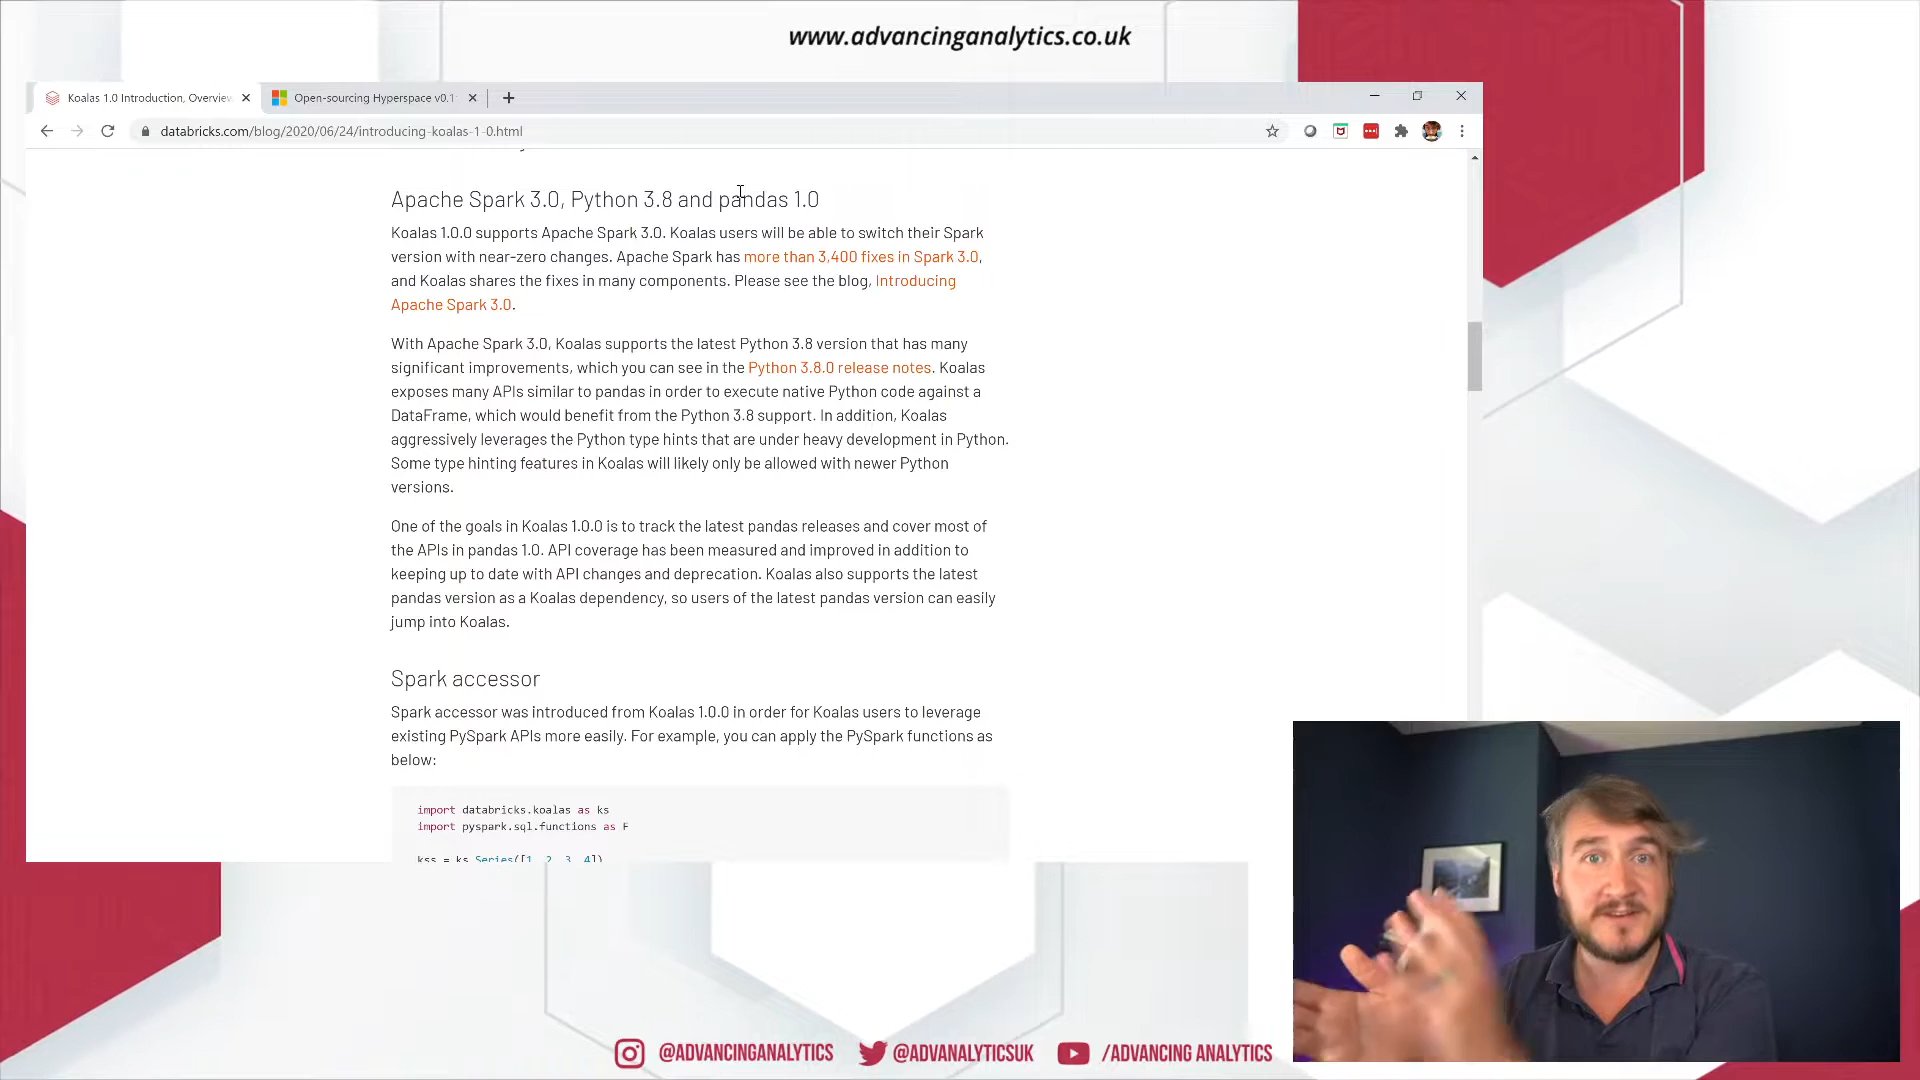 www.advancinganalytics.co.uk
Koalas 1.0 Introduction, Overview
Open-sourcing Hyperspace v0.1
databricks.com/blog/2020/06/24/introducing-koalas-1-0.html
Apache Spark 3.0, Python 3.8 and pandas 1.0
Koalas 1.0.0 supports Apache Spark 3.0. Koalas users will be able to switch their Spark
version with near-zero changes. Apache Spark has more than 3,400 fixes in Spark 3.0,
and Koalas shares the fixes in many components. Please see the blog, Introducing
Apache Spark 3.0.
With Apache Spark 3.0, Koalas supports the latest Python 3.8 version that has many
significant improvements, which you can see in the Python 3.8.0 release notes. Koalas
exposes many APIs similar to pandas in order to execute native Python code against a
DataFrame, which would benefit from the Python 3.8 support. In addition, Koalas
aggressively leverages the Python type hints that are under heavy development in Python.
Some type hinting features in Koalas will likely only be allowed with newer Python
versions.
One of the goals in Koalas 1.0.0 is to track the latest pandas releases and cover most of
the APIs in pandas 1.0. API coverage has been measured and improved in addition to
keeping up to date with API changes and deprecation. Koalas also supports the latest
pandas version as a Koalas dependency, so users of the latest pandas version can easily
jump into Koalas.
Spark accessor
Spark accessor was introduced from Koalas 1.0.0 in order for Koalas users to leverage
existing PySpark APIs more easily. For example, you can apply the PySpark functions as
below:
import databricks.koalas as ks
import pyspark.sql.functions as F
kss = ks.Series([1, 2, 3, 4])
@ADVANCINGANALYTICS
@ADVANALYTICSUK
/ADVANCING ANALYTICS